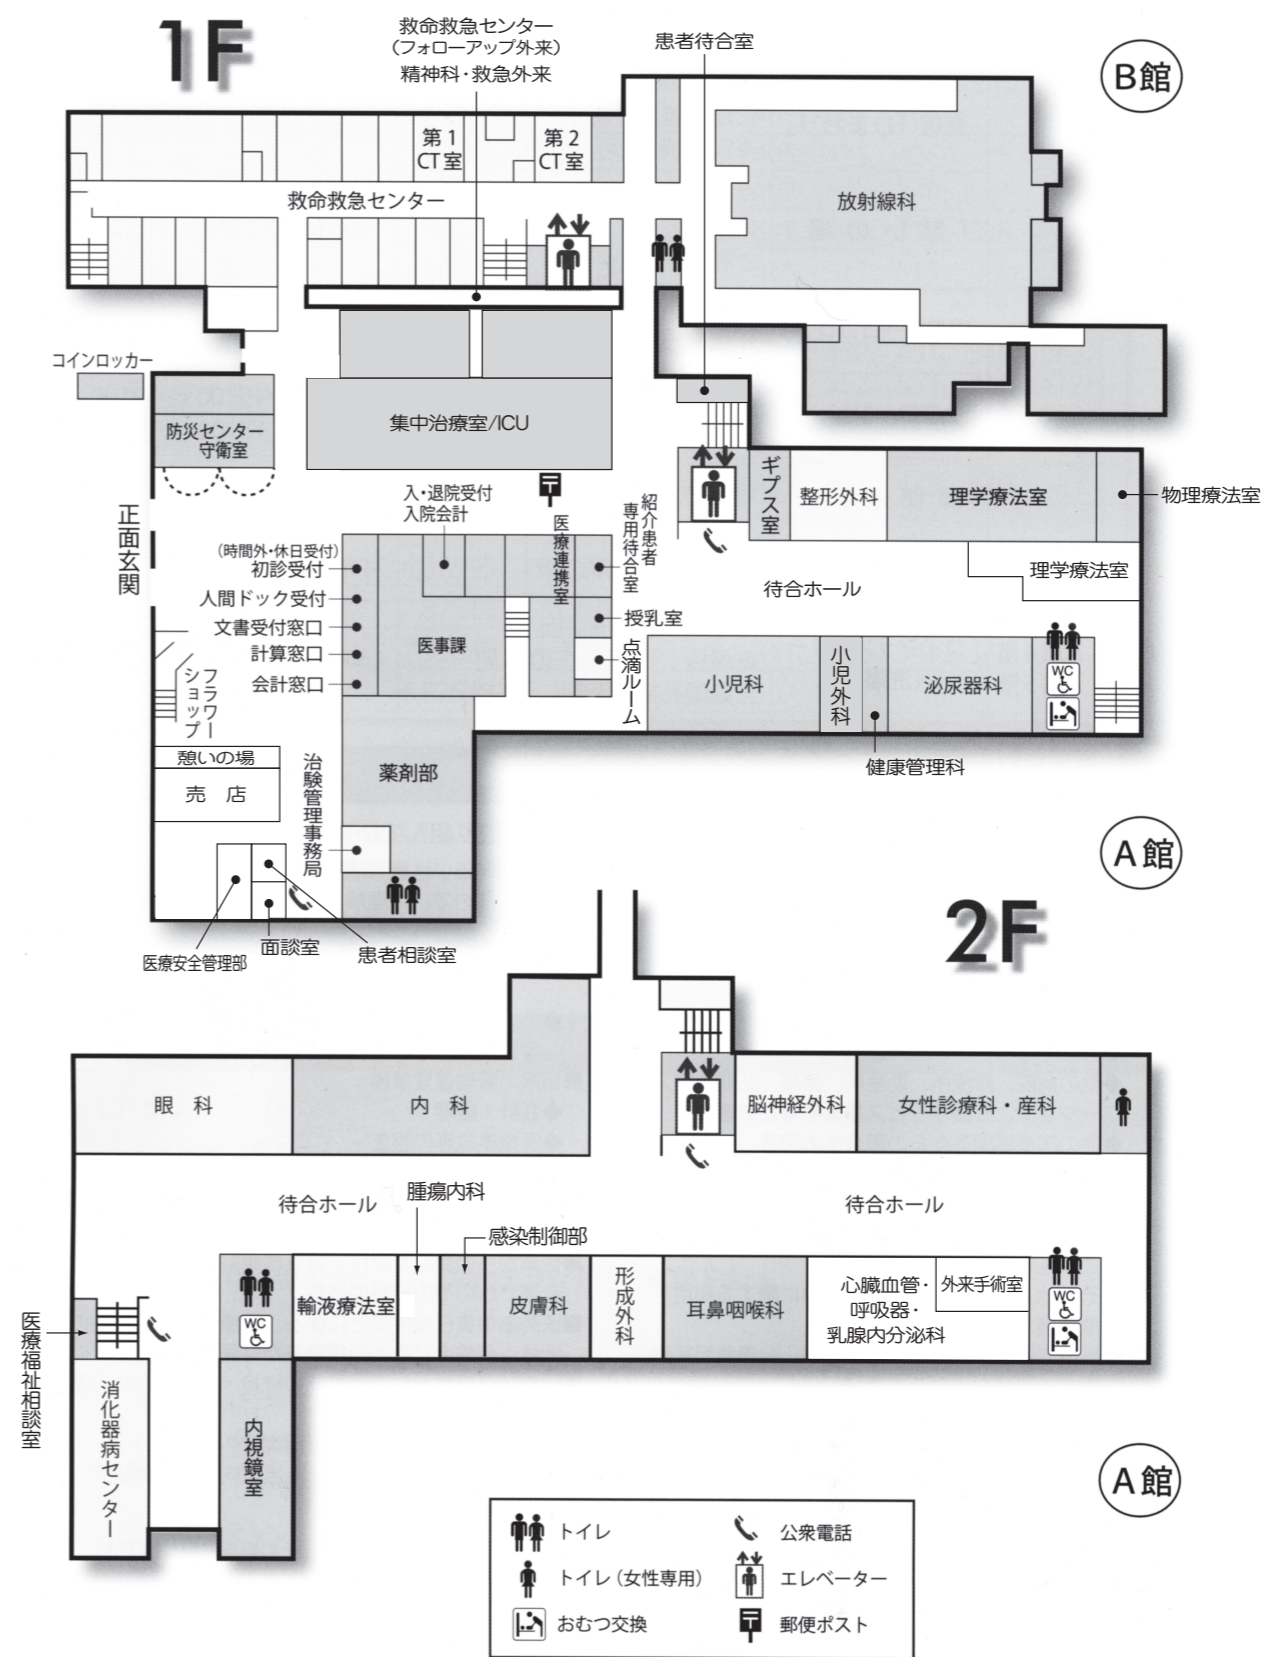 1F
救命救急センター
（フォローアップ外来）
精神科・救急外来
患者待合室
B館
第1
CT室
第2
CT室
救命救急センター
放射線科
コインロッカー
防災センター
守衛室
集中治療室/ICU
正面玄関
入・退院受付
入院会計
医療連携室
紹介患者
専用待合室
ギプス室
整形外科
理学療法室
物理療法室
理学療法室
待合ホール
（時間外・休日受付）
初診受付
人間ドック受付
文書受付窓口
計算窓口
会計窓口
医事課
授乳室
点滴ルーム
小児科
小児外科
泌尿器科
WC
健康管理科
フラワー
ショップ
憩いの場
売　店
治験管理事務局
薬剤部
医療安全管理部
面談室
患者相談室
A館
2F
眼　科
内　科
脳神経外科
女性診療科・産科
待合ホール
腫瘍内科
感染制御部
待合ホール
医療福祉相談室
WC
輸液療法室
皮膚科
形成外科
耳鼻咽喉科
心臓血管・
呼吸器・
乳腺内分泌科
外来手術室
WC
消化器病センター
内視鏡室
A館
トイレ
公衆電話
トイレ（女性専用）
エレベーター
おむつ交換
郵便ポスト